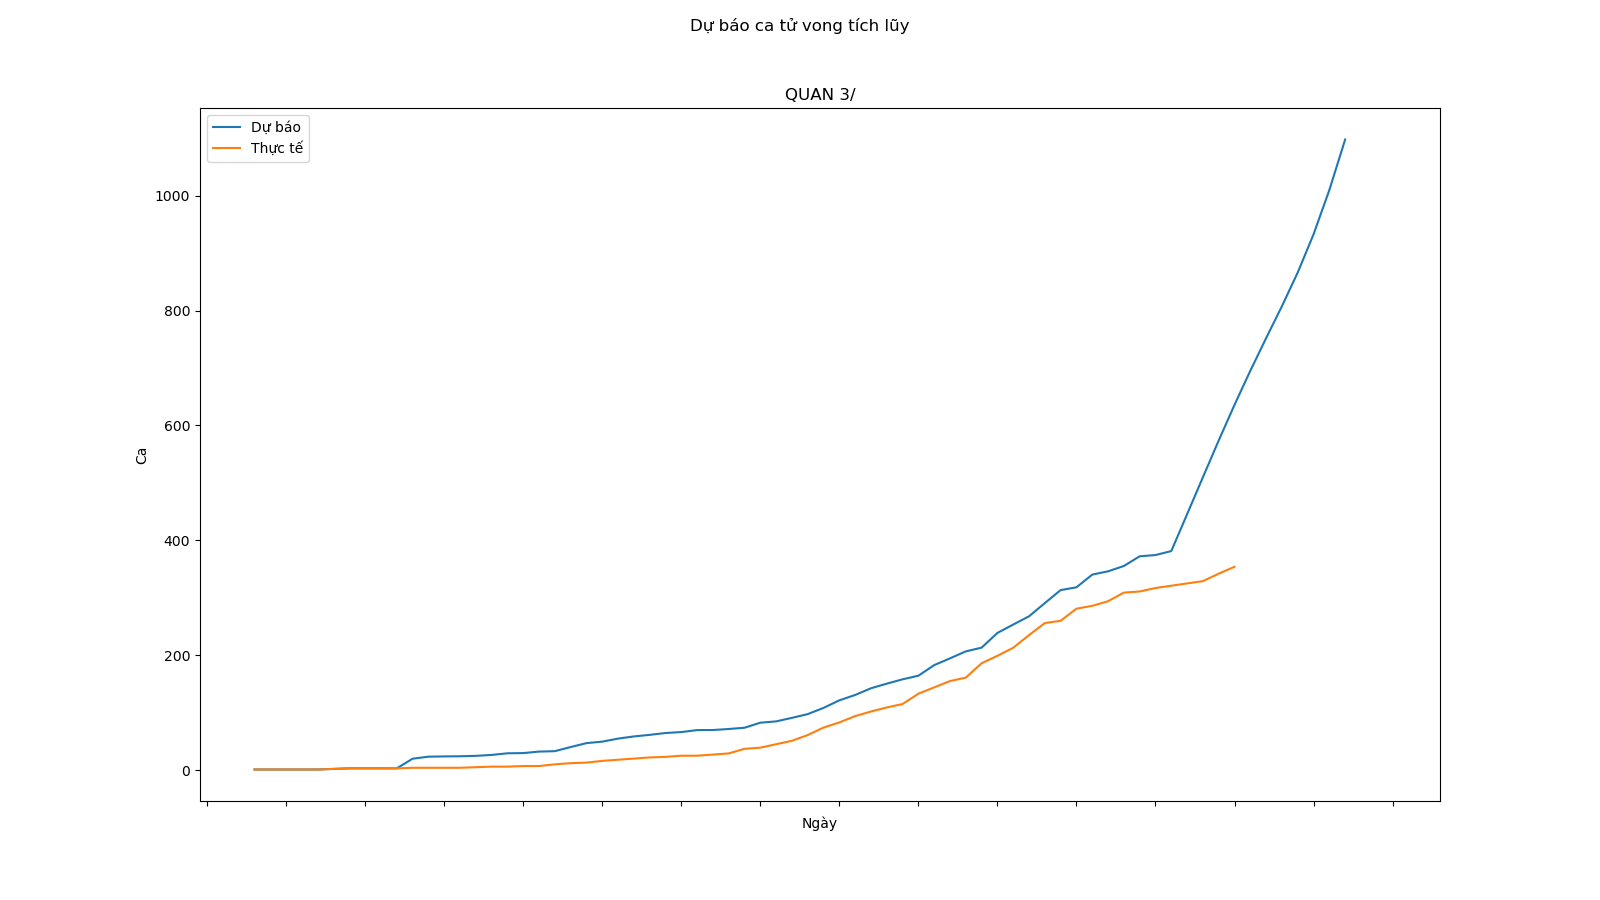 Dự báo ca tử vong tích lũy
QUAN 3/
Dự báo
Thực tế
1000
800
600
400
200
0
Ca
Ngày